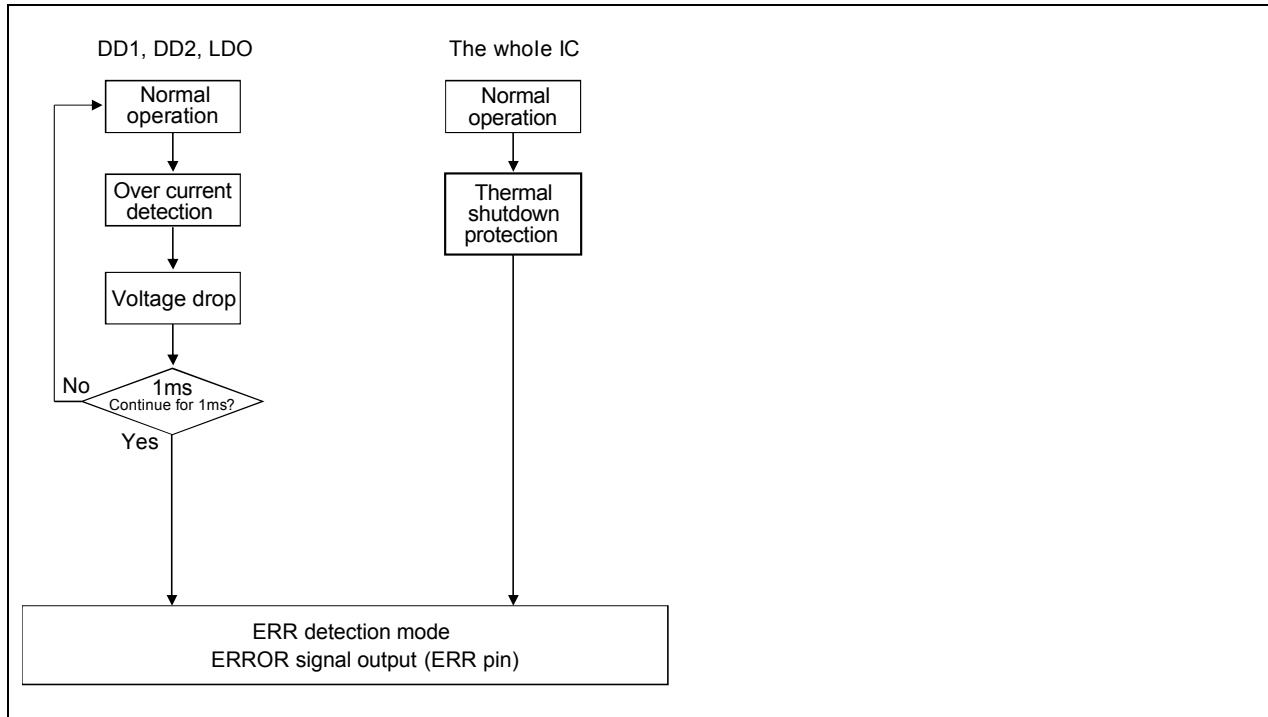 DD1, DD2, LDO
Normal
operation
Over current
detection
Voltage drop
No
1ms
Continue for 1ms?
Yes
The whole IC
Normal
operation
Thermal
shutdown
protection
ERR detection mode
ERROR signal output (ERR pin)